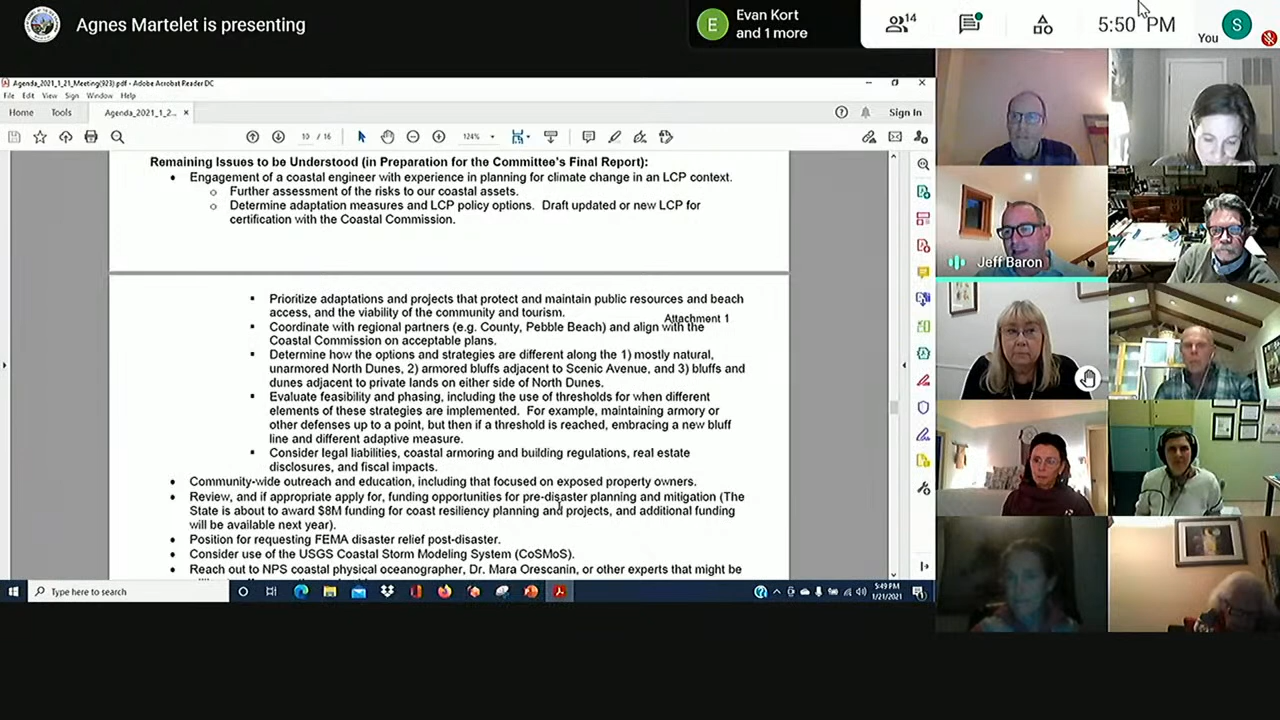 Agnes Martelet is presenting
E
Evan Kort
and 1 more
14
5:50 PM
You
S
Agenda_2021_1_21_Meeting(923).pdf - Adobe Acrobat Reader DC
File Edit View Sign Window Help
Home Tools Agenda_2021_1_2... ×
Sign In
10 / 16
124%
Remaining Issues to be Understood (in Preparation for the Committee's Final Report):
• Engagement of a coastal engineer with experience in planning for climate change in an LCP context.
o Further assessment of the risks to our coastal assets.
o Determine adaptation measures and LCP policy options. Draft updated or new LCP for
certification with the Coastal Commission.
▪ Prioritize adaptations and projects that protect and maintain public resources and beach
access, and the viability of the community and tourism.
Attachment 1
▪ Coordinate with regional partners (e.g. County, Pebble Beach) and align with the
Coastal Commission on acceptable plans.
▪ Determine how the options and strategies are different along the 1) mostly natural,
unarmored North Dunes, 2) armored bluffs adjacent to Scenic Avenue, and 3) bluffs and
dunes adjacent to private lands on either side of North Dunes.
▪ Evaluate feasibility and phasing, including the use of thresholds for when different
elements of these strategies are implemented. For example, maintaining armory or
other defenses up to a point, but then if a threshold is reached, embracing a new bluff
line and different adaptive measure.
▪ Consider legal liabilities, coastal armoring and building regulations, real estate
disclosures, and fiscal impacts.
• Community-wide outreach and education, including that focused on exposed property owners.
• Review, and if appropriate apply for, funding opportunities for pre-disaster planning and mitigation (The
State is about to award $8M funding for coast resiliency planning and projects, and additional funding
will be available next year).
• Position for requesting FEMA disaster relief post-disaster.
• Consider use of the USGS Coastal Storm Modeling System (CoSMoS).
• Reach out to NPS coastal physical oceanographer, Dr. Mara Orescanin, or other experts that might be
Type here to search
5:49 PM
1/21/2021
Jeff Baron